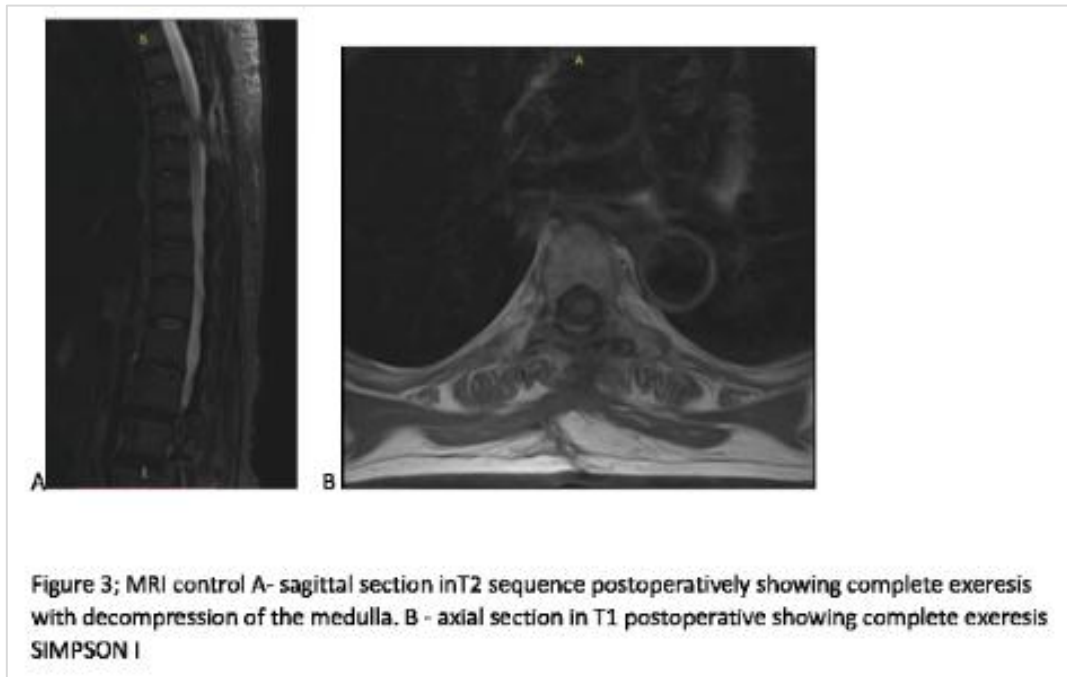 A
A
B
Figure 3; MRI control A- sagittal section inT2 sequence postoperatively showing complete exeresis
with decompression of the medulla. B - axial section in T1 postoperative showing complete exeresis
SIMPSON I